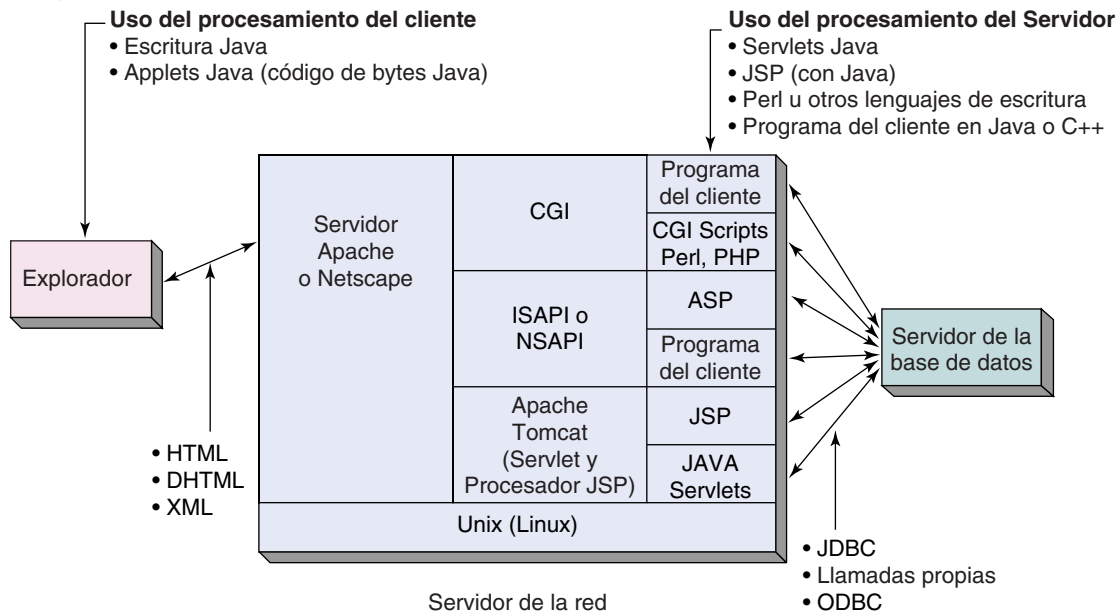 Uso del procesamiento del cliente
• Escritura Java
• Applets Java (código de bytes Java)
Uso del procesamiento del Servidor
• Servlets Java
• JSP (con Java)
• Perl u otros lenguajes de escritura
• Programa del cliente en Java o C++
Explorador
• HTML
• DHTML
• XML
Servidor
Apache
o Netscape
CGI
Programa
del cliente
CGI Scripts
Perl, PHP
ISAPI o
NSAPI
ASP
Programa
del cliente
Apache
Tomcat
(Servlet y
Procesador JSP)
JSP
JAVA
Servlets
Unix (Linux)
Servidor de la red
Servidor de la
base de datos
• JDBC
• Llamadas propias
• ODBC